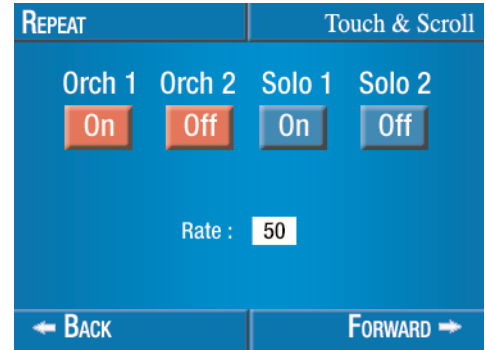 REPEAT Touch & Scroll
Orch 1 Orch 2 Solo 1 Solo 2
On Off On Off
Rate : 50
BACK FORWARD